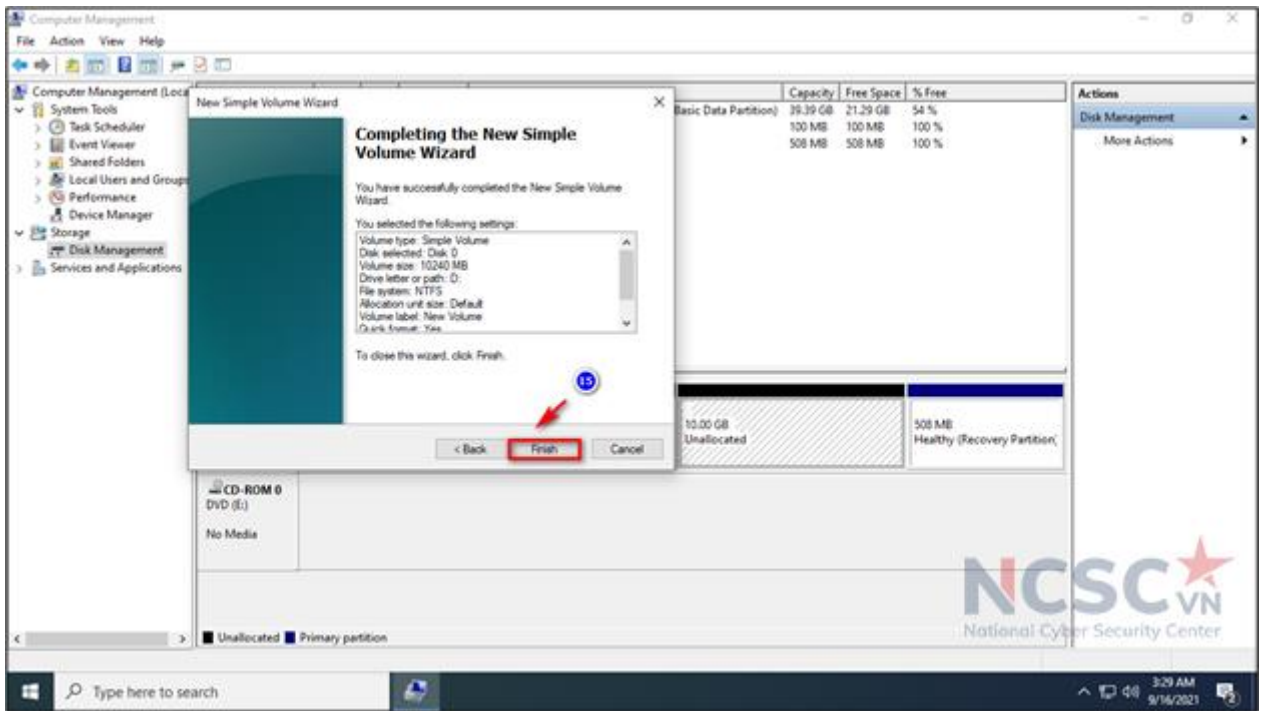 Computer Management
File Action View Help
Computer Management (Loca
System Tools
Task Scheduler
Event Viewer
Shared Folders
Local Users and Groups
Performance
Device Manager
Storage
Disk Management
Services and Applications
New Simple Volume Wizard
Completing the New Simple
Volume Wizard
You have successfully completed the New Simple Volume
Wizard.
You selected the following settings:
Volume type: Simple Volume
Disk selected: Disk 0
Volume size: 10240 MB
Drive letter or path: D:
File system: NTFS
Allocation unit size: Default
Volume label: New Volume
Quick format: Yes
To close this wizard, click Finish.
15
< Back Finish Cancel
Capacity Free Space % Free
Basic Data Partition) 39.39 GB 21.29 GB 54 %
100 MB 100 MB 100 %
508 MB 508 MB 100 %
Actions
Disk Management
More Actions
10.00 GB
Unallocated
508 MB
Healthy (Recovery Partition)
CD-ROM 0
DVD (E:)
No Media
Unallocated Primary partition
NCSC VN
National Cyber Security Center
Type here to search
3:29 AM
9/16/2021
2